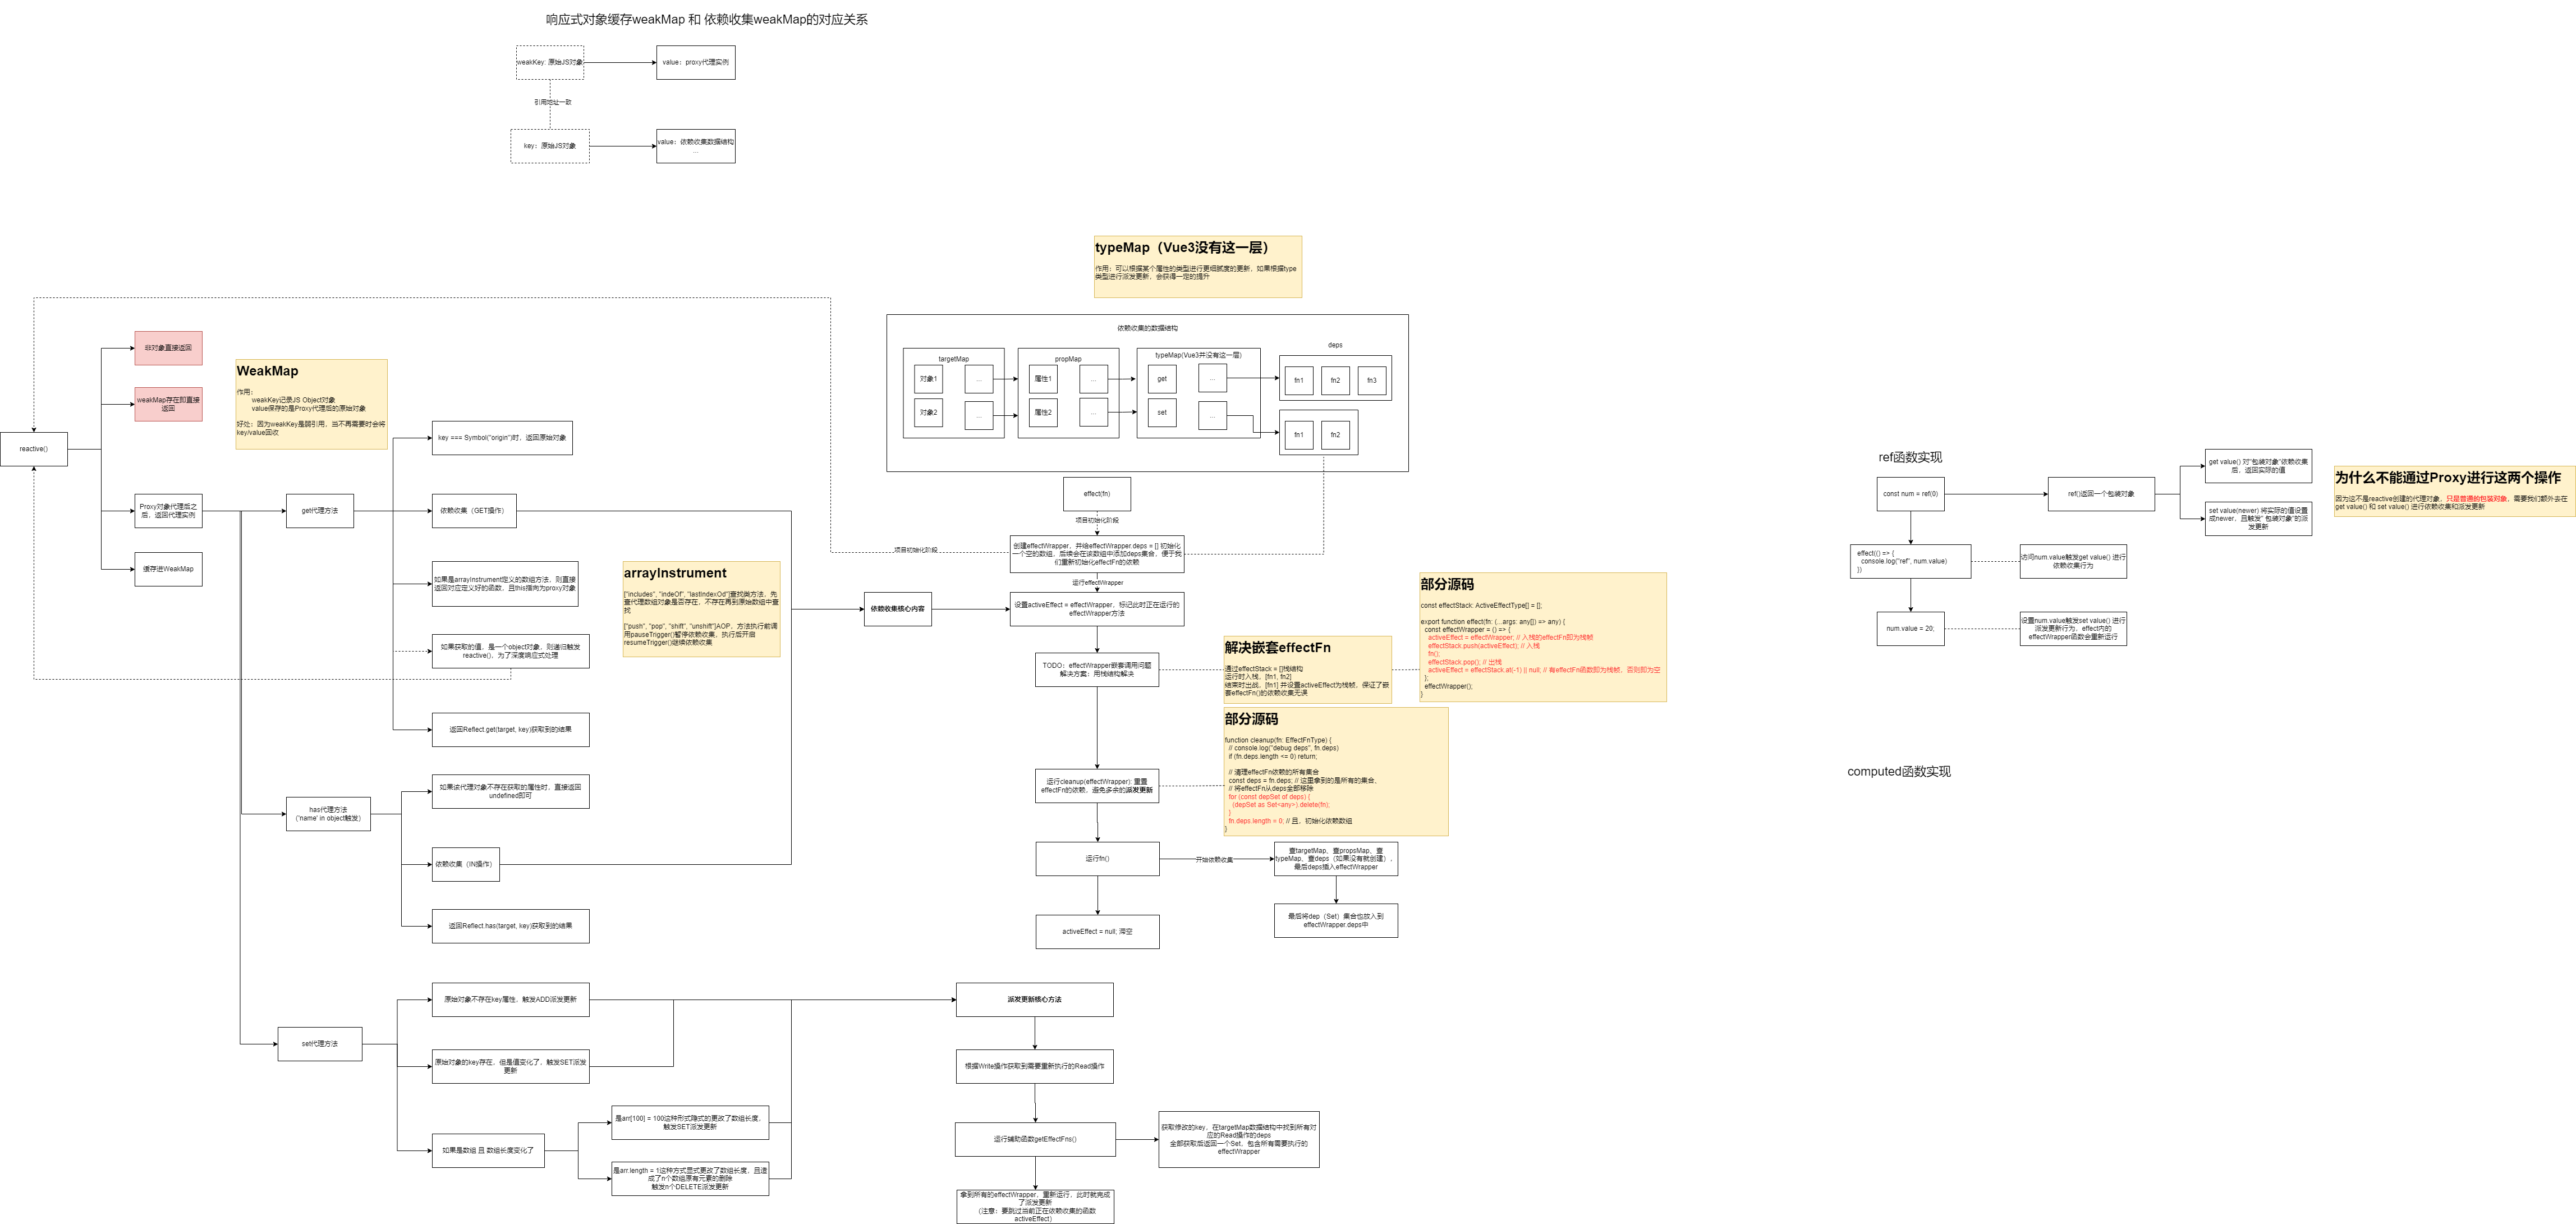 响应式对象缓存weakMap 和 依赖收集weakMap的对应关系
weakKey: 原始JS对象
value：proxy代理实例
引用地址一致
key：原始JS对象
value：依赖收集数据结构
...
typeMap（Vue3没有这一层）
作用：可以根据某个属性的类型进行更细腻度的更新，如果根据type
类型进行派发更新，会获得一定的提升
依赖收集的数据结构
targetMap
对象1
...
对象2
...
propMap
属性1
...
属性2
...
typeMap(Vue3并没有这一层)
get
...
set
...
deps
fn1
fn2
fn3
fn1
fn2
reactive()
非对象直接返回
weakMap存在即直接
返回
Proxy对象代理后之
后，返回代理实例
缓存进WeakMap
WeakMap
作用：
weakKey记录JS Object对象
value保存的是Proxy代理后的原始对象
好处：因为weakKey是弱引用，当不再需要时会将
key/value回收
get代理方法
key === Symbol("origin")时，返回原始对象
依赖收集（GET操作）
如果是arrayInstrument定义的数组方法，则直接
返回对应定义好的函数，且this指向为proxy对象
如果获取的值，是一个object对象，则递归触发
reactive()，为了深度响应式处理
返回Reflect.get(target, key)获取到的结果
has代理方法
（'name' in object触发）
如果该代理对象不存在获取的属性时，直接返回
undefined即可
依赖收集（IN操作）
返回Reflect.has(target, key)获取到的结果
arrayInstrument
["includes", "indeOf", "lastIndexOd"]查找类方法，先
查代理数组对象是否存在，不存在再到原始数组中查
找
["push", "pop", "shift", "unshift"]AOP，方法执行前调
用pauseTrigger()暂停依赖收集，执行后开启
resumeTrigger()继续依赖收集
依赖收集核心内容
effect(fn)
项目初始化阶段
项目初始化阶段
创建effectWrapper，并给effectWrapper.deps = [] 初始化
一个空的数组，后续会在该数组中添加deps集合，便于我
们重新初始化effectFn的依赖
运行effectWrapper
设置activeEffect = effectWrapper，标记此时正在运行的
effectWrapper方法
TODO：effectWrapper嵌套调用问题
解决方案：用栈结构解决
解决嵌套effectFn
通过effectStack = []栈结构
运行时入栈，[fn1, fn2]
结束时出战，[fn1] 并设置activeEffect为栈帧，保证了嵌
套effectFn()的依赖收集无误
部分源码
const effectStack: ActiveEffectType[] = [];
export function effect(fn: (...args: any[]) => any) {
const effectWrapper = () => {
activeEffect = effectWrapper; // 入栈的effectFn即为栈帧
effectStack.push(activeEffect); // 入栈
fn();
effectStack.pop(); // 出栈
activeEffect = effectStack.at(-1) || null; // 有effectFn函数即为栈帧，否则即为空
};
effectWrapper();
}
部分源码
function cleanup(fn: EffectFnType) {
// console.log("debug deps", fn.deps)
if (fn.deps.length <= 0) return;
// 清理effectFn依赖的所有集合
const deps = fn.deps; // 这里拿到的是所有的集合、
// 将effectFn从deps全部移除
for (const depSet of deps) {
(depSet as Set<any>).delete(fn);
}
fn.deps.length = 0; // 且，初始化依赖数组
}
运行cleanup(effectWrapper): 重置
effectFn的依赖，避免多余的派发更新
运行fn()
开始依赖收集
查targetMap、查propsMap、查
typeMap、查deps（如果没有就创建），
最后deps插入effectWrapper
最后将dep（Set）集合也放入到
effectWrapper.deps中
activeEffect = null; 滞空
set代理方法
原始对象不存在key属性，触发ADD派发更新
原始对象的key存在，但是值变化了，触发SET派发
更新
如果是数组 且 数组长度变化了
是arr[100] = 100这种形式隐式的更改了数组长度，
触发SET派发更新
是arr.length = 1这种方式显式更改了数组长度，且造
成了n个数组原有元素的删除
触发n个DELETE派发更新
派发更新核心方法
根据Write操作获取到需要重新执行的Read操作
运行辅助函数getEffectFns()
获取修改的key，在targetMap数据结构中找到所有对
应的Read操作的deps
全部获取后返回一个Set，包含所有需要执行的
effectWrapper
拿到所有的effectWrapper，重新运行，此时就完成
了派发更新
（注意：要跳过当前正在依赖收集的函数
activeEffect）
ref函数实现
const num = ref(0)
ref()返回一个包装对象
get value() 对“包装对象”依赖收集
后，返回实际的值
set value(newer) 将实际的值设置
成newer，且触发“包装对象”的派
发更新
为什么不能通过Proxy进行这两个操作
因为这不是reactive创建的代理对象，只是普通的包装对象，需要我们额外去在
get value() 和 set value() 进行依赖收集和派发更新
effect(() => {
console.log("ref", num.value)
})
访问num.value触发get value() 进行
依赖收集行为
num.value = 20;
设置num.value触发set value() 进行
派发更新行为，effect内的
effectWrapper函数会重新运行
computed函数实现